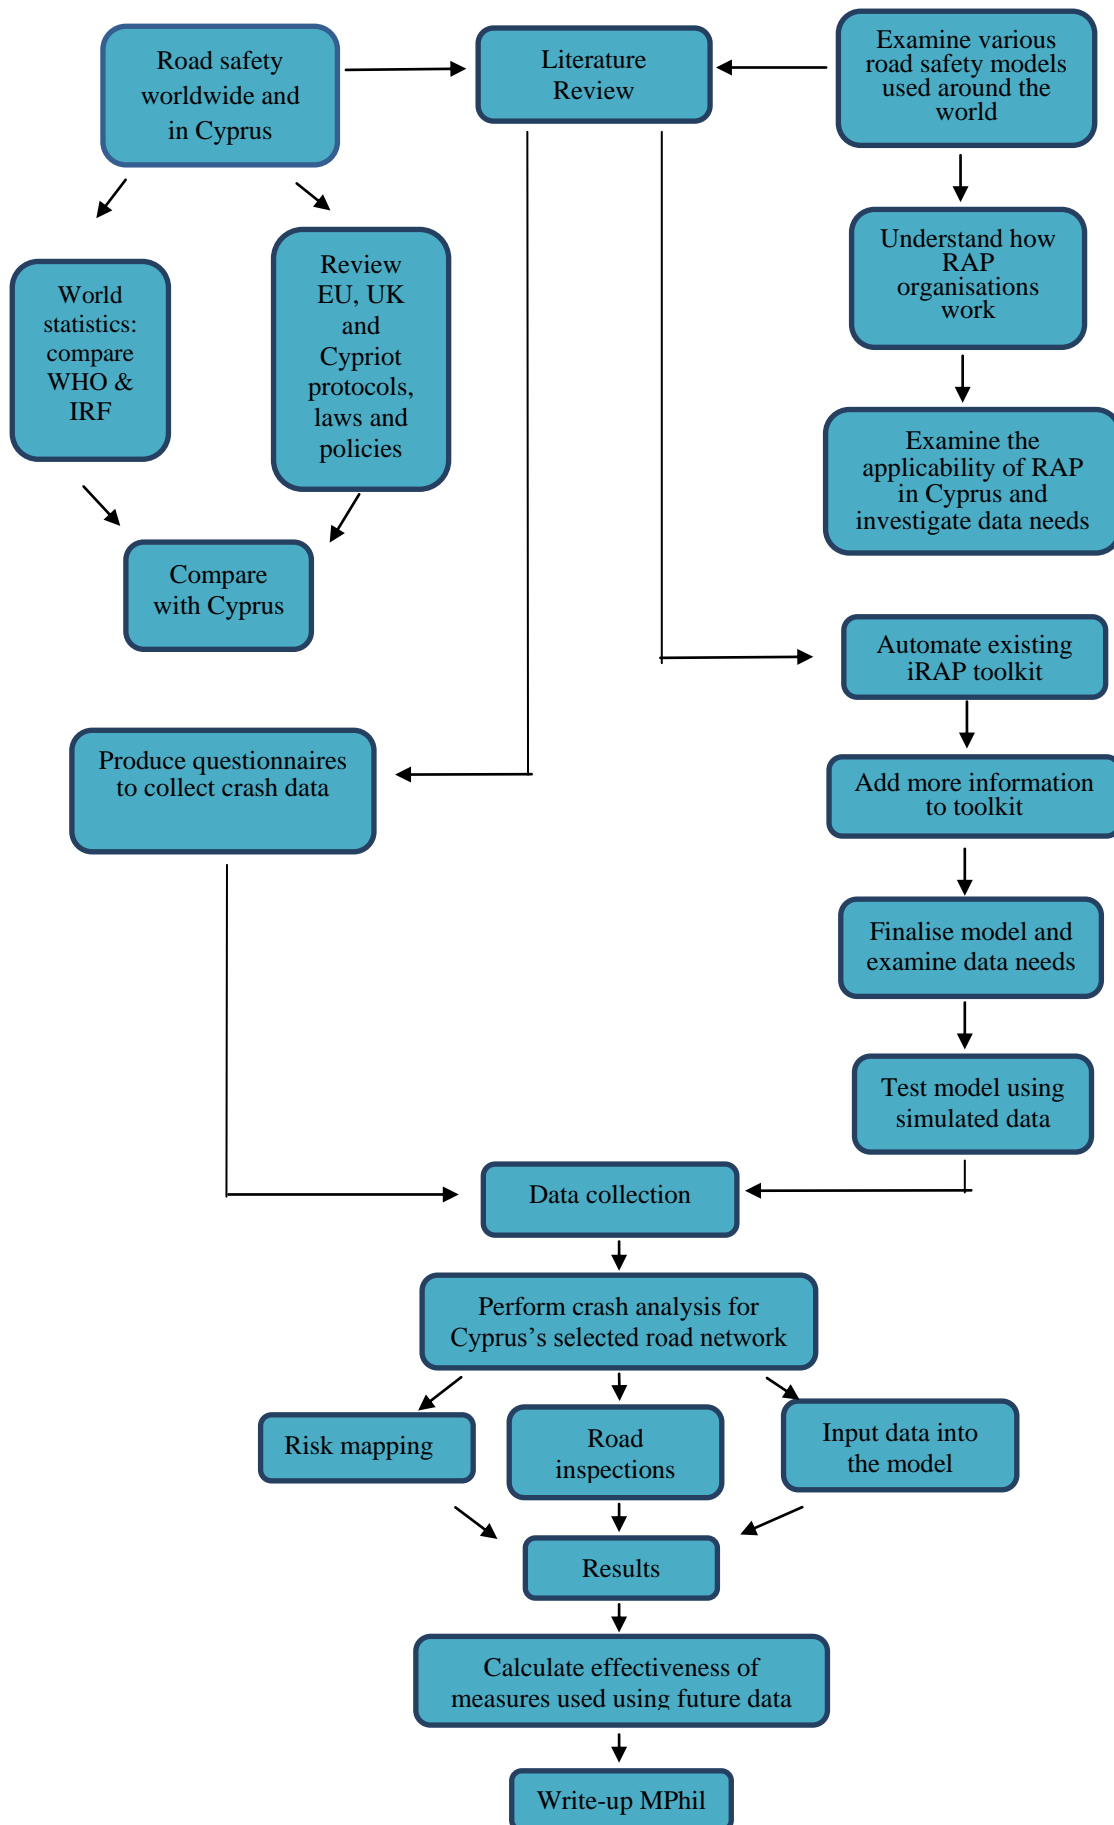 Road safety
worldwide and
in Cyprus
Literature
Review
Examine various
road safety models
used around the
world
Understand how
RAP
organisations
work
World
statistics:
compare
WHO &
IRF
Review
EU, UK
and
Cypriot
protocols,
laws and
policies
Examine the
applicability of RAP
in Cyprus and
investigate data needs
Compare
with Cyprus
Automate existing
iRAP toolkit
Produce questionnaires
to collect crash data
Add more information
to toolkit
Finalise model and
examine data needs
Test model using
simulated data
Data collection
Perform crash analysis for
Cyprus’s selected road network
Risk mapping
Road
inspections
Input data into
the model
Results
Calculate effectiveness of
measures used using future data
Write-up MPhil